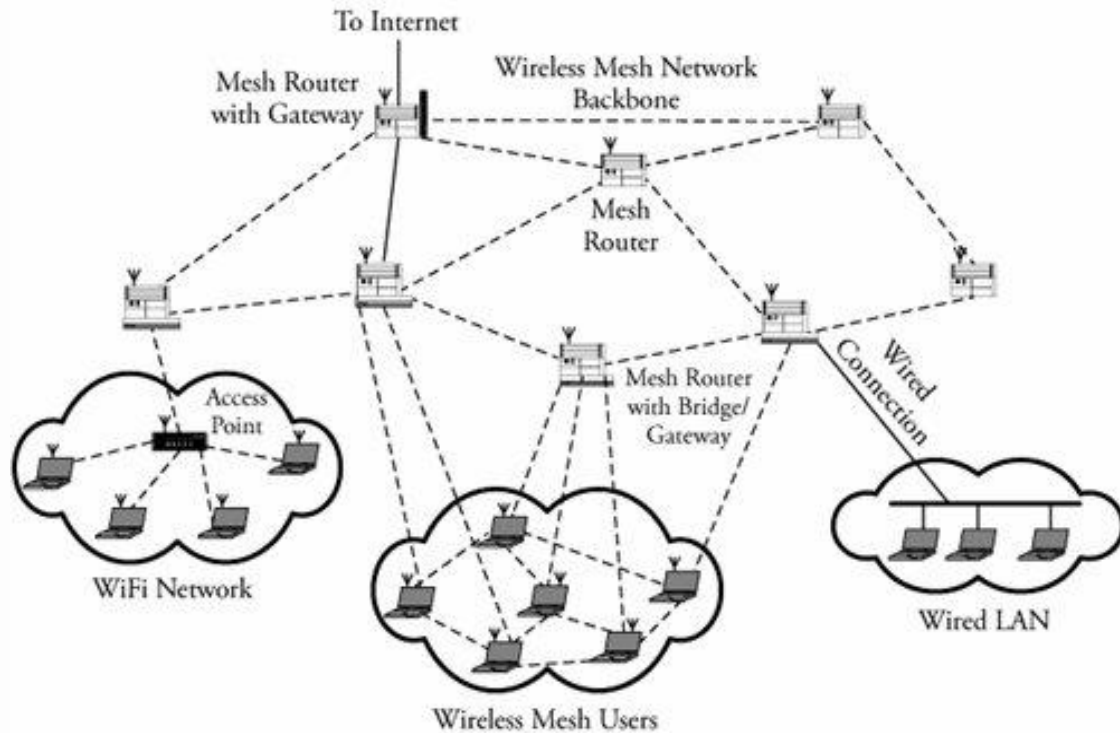 To Internet
Mesh Router
with Gateway
Wireless Mesh Network
Backbone
Mesh
Router
Access
Point
Mesh Router
with Bridge/
Gateway
Wired
Connection
WiFi Network
Wireless Mesh Users
Wired LAN